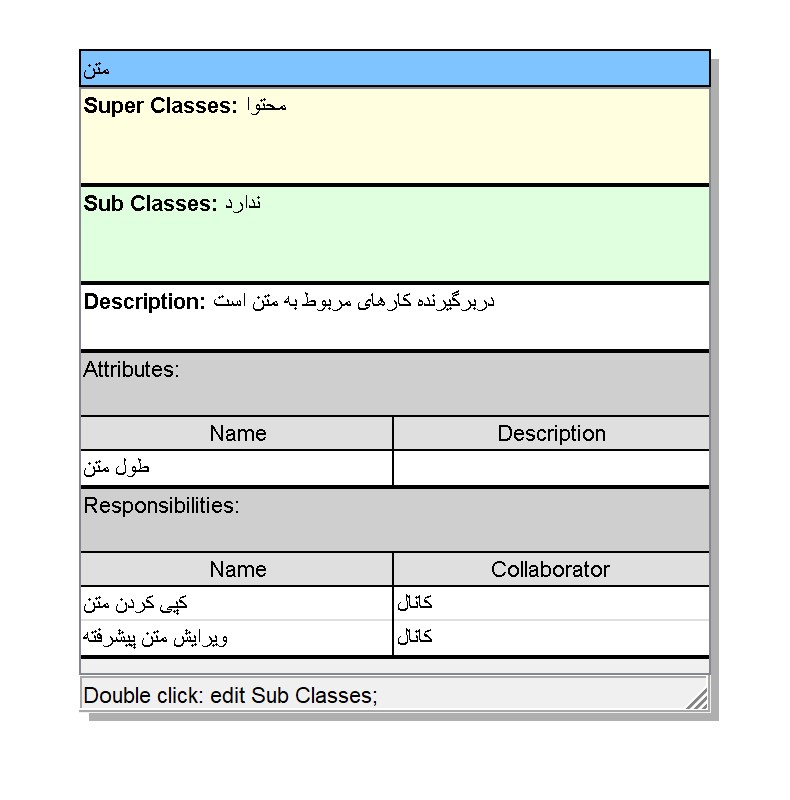 متن
Super Classes: محتوا
Sub Classes: ندارد
Description: دربرگیرنده کارهای مربوط به متن است
Attributes:
Name Description
طول متن
Responsibilities:
Name Collaborator
کپی کردن متن کانال
ویرایش متن پیشرفته کانال
Double click: edit Sub Classes;